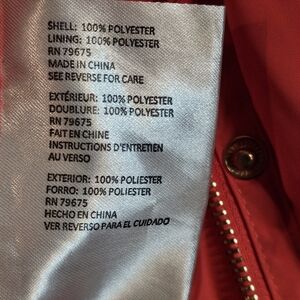 SHELL: 100% POLYESTER
LINING: 100% POLYESTER
RN 79675
MADE IN CHINA
SEE REVERSE FOR CARE
EXTÉRIEUR: 100% POLYESTER
DOUBLURE: 100% POLYESTER
RN 79675
FAIT EN CHINE
INSTRUCTIONS D'ENTRETIEN
AU VERSO
EXTERIOR: 100% POLIESTER
FORRO: 100% POLIESTER
RN 79675
HECHO EN CHINA
VER REVERSO PARA EL CUIDADO